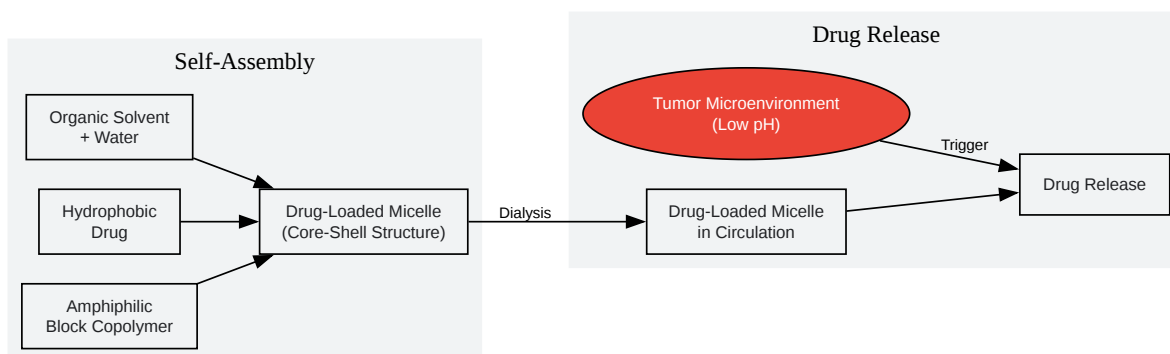 Self-Assembly
Organic Solvent
+ Water
Hydrophobic
Drug
Amphiphilic
Block Copolymer
Drug-Loaded Micelle
(Core-Shell Structure)
Dialysis
Drug Release
Tumor Microenvironment
(Low pH)
Trigger
Drug-Loaded Micelle
in Circulation
Drug Release